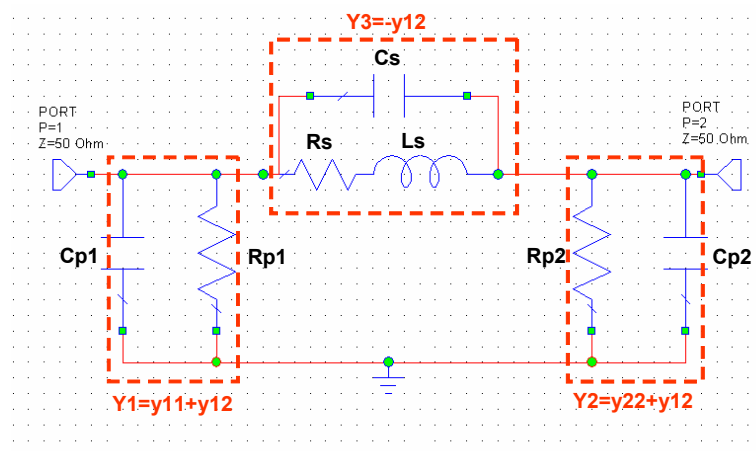 Y3=-y12
Cs
PORT
P=1
Z=50 Ohm
PORT
P=2
Z=50 Ohm
Rs
Ls
Cp1
Rp1
Rp2
Cp2
Y1=y11+y12
Y2=y22+y12